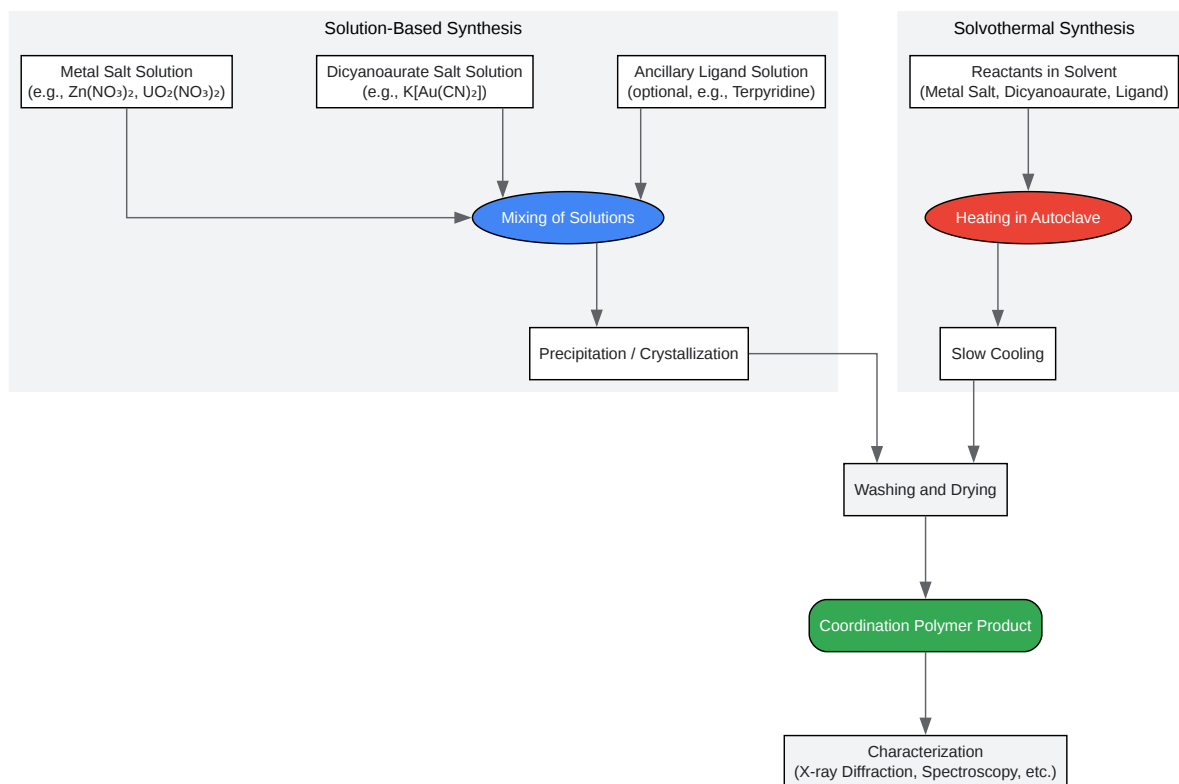 Solution-Based Synthesis
Solvothermal Synthesis
Metal Salt Solution
(e.g., Zn(NO₃)₂, UO₂(NO₃)₂)
Dicyanoaurate Salt Solution
(e.g., K[Au(CN)₂])
Ancillary Ligand Solution
(optional, e.g., Terpyridine)
Reactants in Solvent
(Metal Salt, Dicyanoaurate, Ligand)
Mixing of Solutions
Heating in Autoclave
Precipitation / Crystallization
Slow Cooling
Washing and Drying
Coordination Polymer Product
Characterization
(X-ray Diffraction, Spectroscopy, etc.)